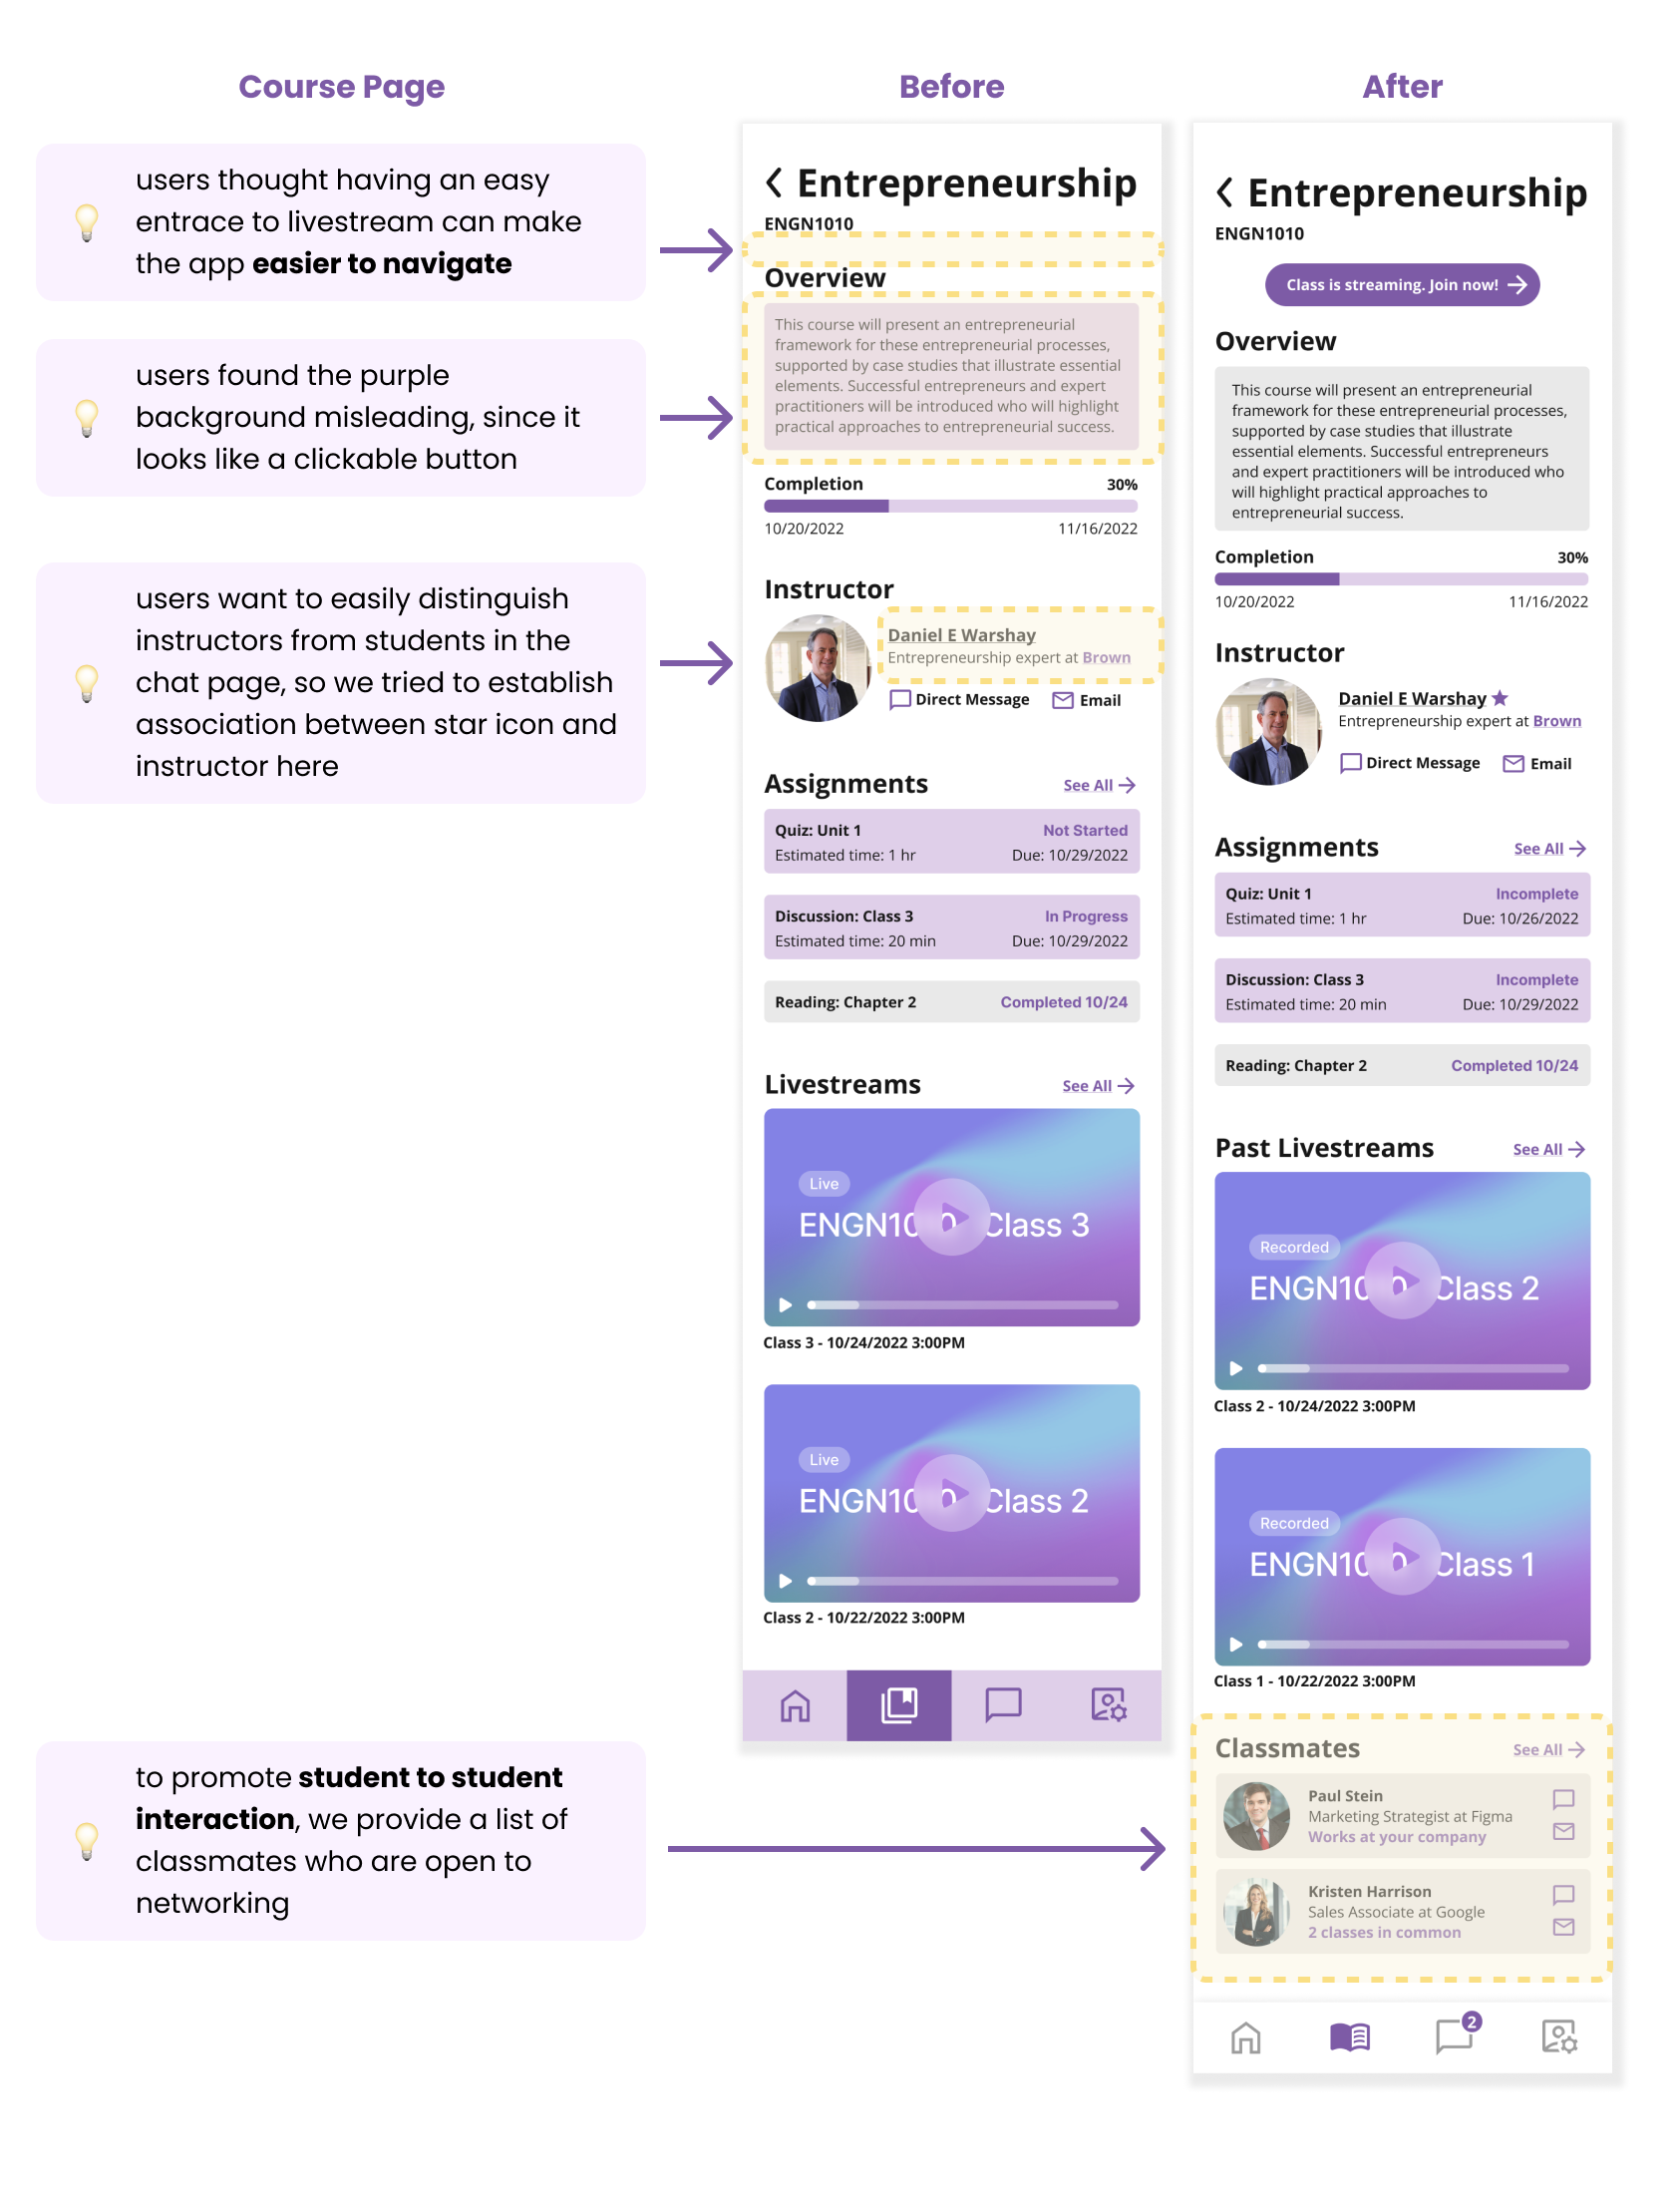 Course Page
Before
After
users thought having an easy
entrace to livestream can make
the app easier to navigate
users found the purple
background misleading, since it
looks like a clickable button
users want to easily distinguish
instructors from students in the
chat page, so we tried to establish
association between star icon and
instructor here
to promote student to student
interaction, we provide a list of
classmates who are open to
networking
Entrepreneurship
ENGN1010
Overview
This course will present an entrepreneurial
framework for these entrepreneurial processes,
supported by case studies that illustrate essential
elements. Successful entrepreneurs and expert
practitioners will be introduced who will highlight
practical approaches to entrepreneurial success.
Completion 30%
10/20/2022 11/16/2022
Instructor
Daniel E Warshay
Entrepreneurship expert at Brown
Direct Message Email
Assignments See All
Quiz: Unit 1 Not Started
Estimated time: 1 hr Due: 10/29/2022
Discussion: Class 3 In Progress
Estimated time: 20 min Due: 10/29/2022
Reading: Chapter 2 Completed 10/24
Livestreams See All
Live
ENGN1010 Class 3
Class 3 - 10/24/2022 3:00PM
Live
ENGN1010 Class 2
Class 2 - 10/22/2022 3:00PM
Entrepreneurship
ENGN1010
Class is streaming. Join now!
Overview
This course will present an entrepreneurial
framework for these entrepreneurial processes,
supported by case studies that illustrate
essential elements. Successful entrepreneurs
and expert practitioners will be introduced who
will highlight practical approaches to
entrepreneurial success.
Completion 30%
10/20/2022 11/16/2022
Instructor
Daniel E Warshay
Entrepreneurship expert at Brown
Direct Message Email
Assignments See All
Quiz: Unit 1 Incomplete
Estimated time: 1 hr Due: 10/26/2022
Discussion: Class 3 Incomplete
Estimated time: 20 min Due: 10/29/2022
Reading: Chapter 2 Completed 10/24
Past Livestreams See All
Recorded
ENGN1010 Class 2
Class 2 - 10/24/2022 3:00PM
Recorded
ENGN1010 Class 1
Class 1 - 10/22/2022 3:00PM
Classmates See All
Paul Stein
Marketing Strategist at Figma
Works at your company
Kristen Harrison
Sales Associate at Google
2 classes in common
2